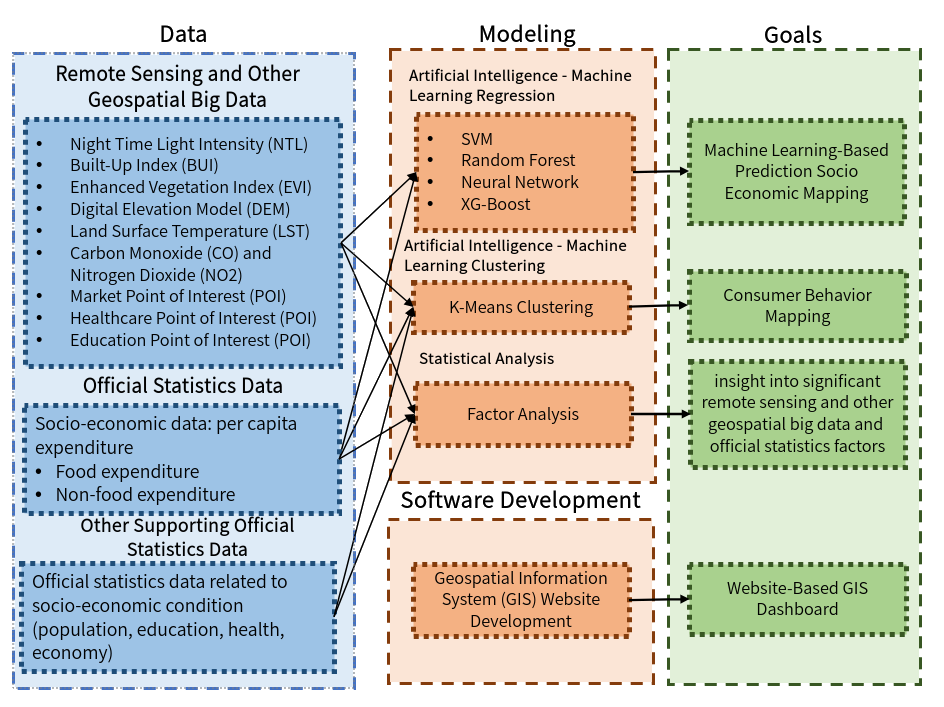 Data
Remote Sensing and Other
Geospatial Big Data
• Night Time Light Intensity (NTL)
• Built-Up Index (BUI)
• Enhanced Vegetation Index (EVI)
• Digital Elevation Model (DEM)
• Land Surface Temperature (LST)
• Carbon Monoxide (CO) and
Nitrogen Dioxide (NO2)
• Market Point of Interest (POI)
• Healthcare Point of Interest (POI)
• Education Point of Interest (POI)
Official Statistics Data
Socio-economic data: per capita
expenditure
• Food expenditure
• Non-food expenditure
Other Supporting Official
Statistics Data
Official statistics data related to
socio-economic condition
(population, education, health,
economy)
Modeling
Artificial Intelligence - Machine
Learning Regression
• SVM
• Random Forest
• Neural Network
• XG-Boost
Artificial Intelligence - Machine
Learning Clustering
K-Means Clustering
Statistical Analysis
Factor Analysis
Software Development
Geospatial Information
System (GIS) Website
Development
Goals
Machine Learning-Based
Prediction Socio
Economic Mapping
Consumer Behavior
Mapping
insight into significant
remote sensing and other
geospatial big data and
official statistics factors
Website-Based GIS
Dashboard